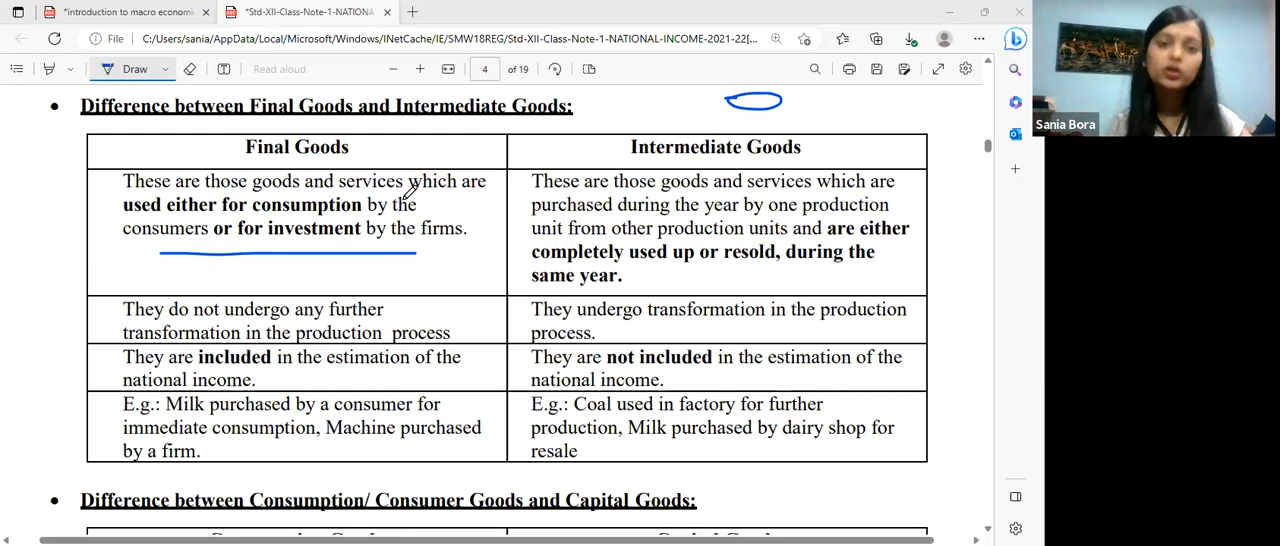 *introduction to macro economi
*Std-XII-Class-Note-1-NATIONAL-
File
C:/Users/sania/AppData/Local/Microsoft/Windows/INetCache/IE/SMW18REG/Std-XII-Class-Note-1-NATIONAL-INCOME-2021-22[...
Draw
Read aloud
4 of 19
Sania Bora
• Difference between Final Goods and Intermediate Goods:
Final Goods
Intermediate Goods
These are those goods and services which are
used either for consumption by the
consumers or for investment by the firms.
These are those goods and services which are
purchased during the year by one production
unit from other production units and are either
completely used up or resold, during the
same year.
They do not undergo any further
transformation in the production process
They undergo transformation in the production
process.
They are included in the estimation of the
national income.
They are not included in the estimation of the
national income.
E.g.: Milk purchased by a consumer for
immediate consumption, Machine purchased
by a firm.
E.g.: Coal used in factory for further
production, Milk purchased by dairy shop for
resale
• Difference between Consumption/ Consumer Goods and Capital Goods: